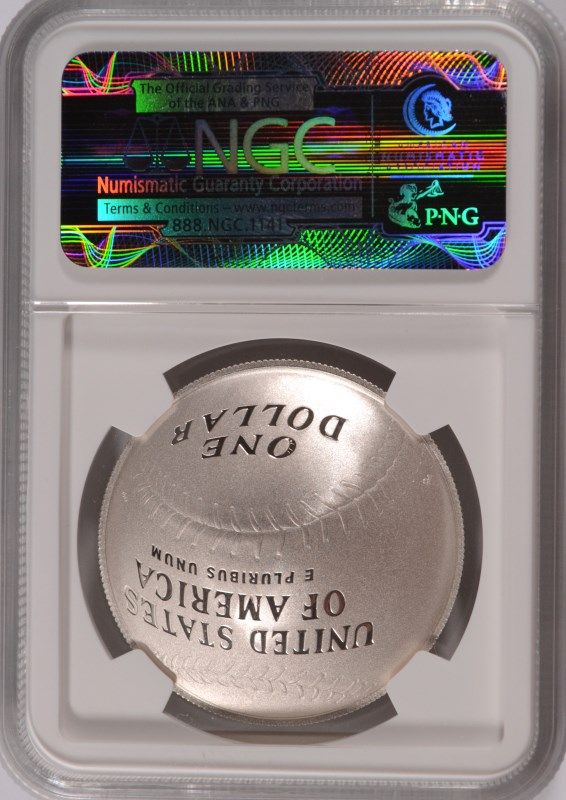 The Official Grading Service
of the ANA & PNG
NGC
Numismatic Guaranty Corporation
Terms & Conditions – www.ngcterms.com
888.NGC.1141
NUMISMATIC
P·N·G
UNITED STATES
OF AMERICA
E PLURIBUS UNUM
ONE
DOLLAR